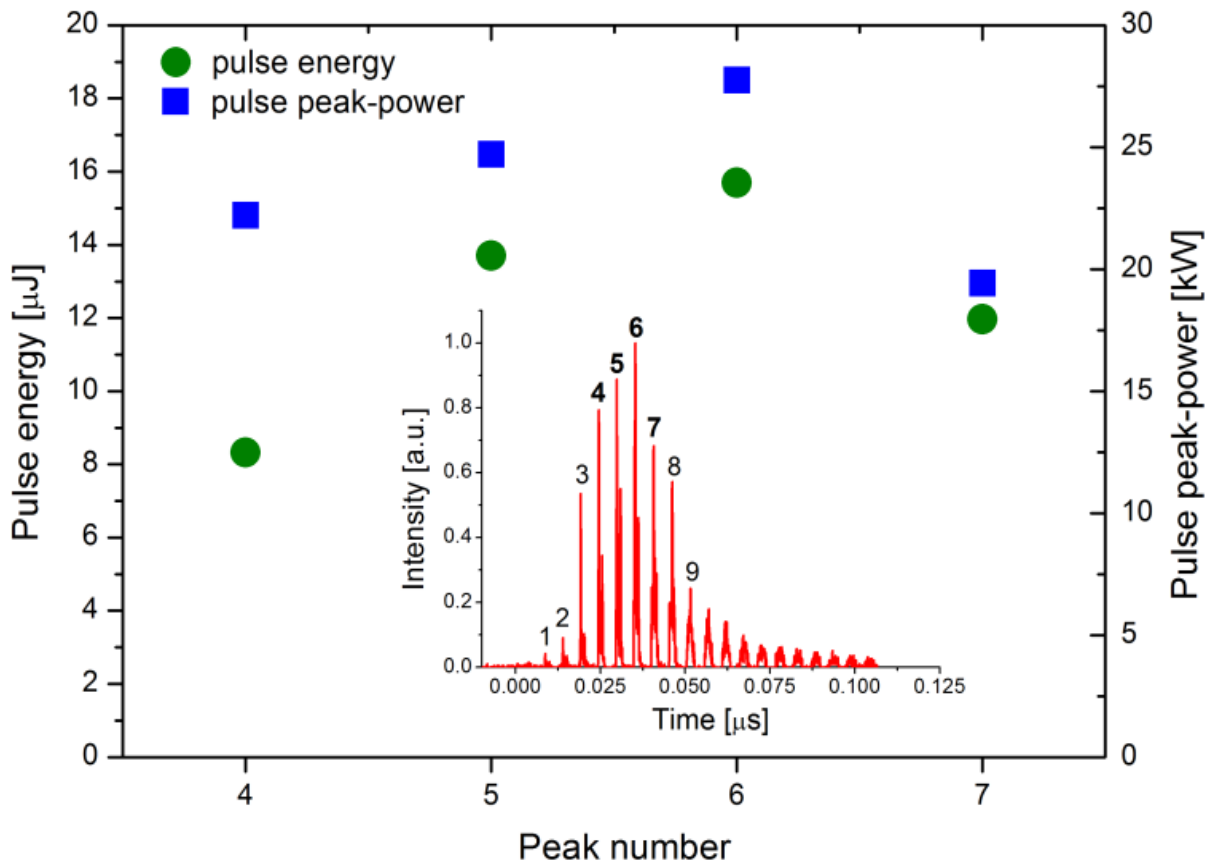 pulse energy
pulse peak-power
Pulse energy [μJ]
20
18
16
14
12
10
8
6
4
2
0
Pulse peak-power [kW]
30
25
20
15
10
5
0
4 5 6 7
Peak number
Intensity [a.u.]
1.0
0.8
0.6
0.4
0.2
0.0
1 2 3 4 5 6 7 8 9
0.000 0.025 0.050 0.075 0.100 0.125
Time [μs]